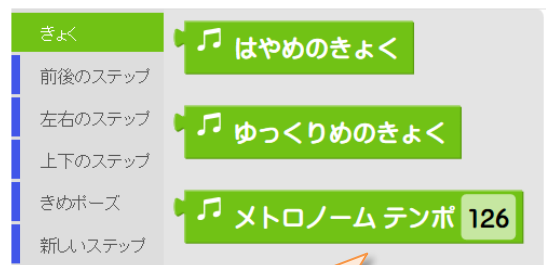 きょく
前後のステップ
左右のステップ
上下のステップ
きめポーズ
新しいステップ
はやめのきょく
ゆっくりめのきょく
メトロノーム テンポ 126